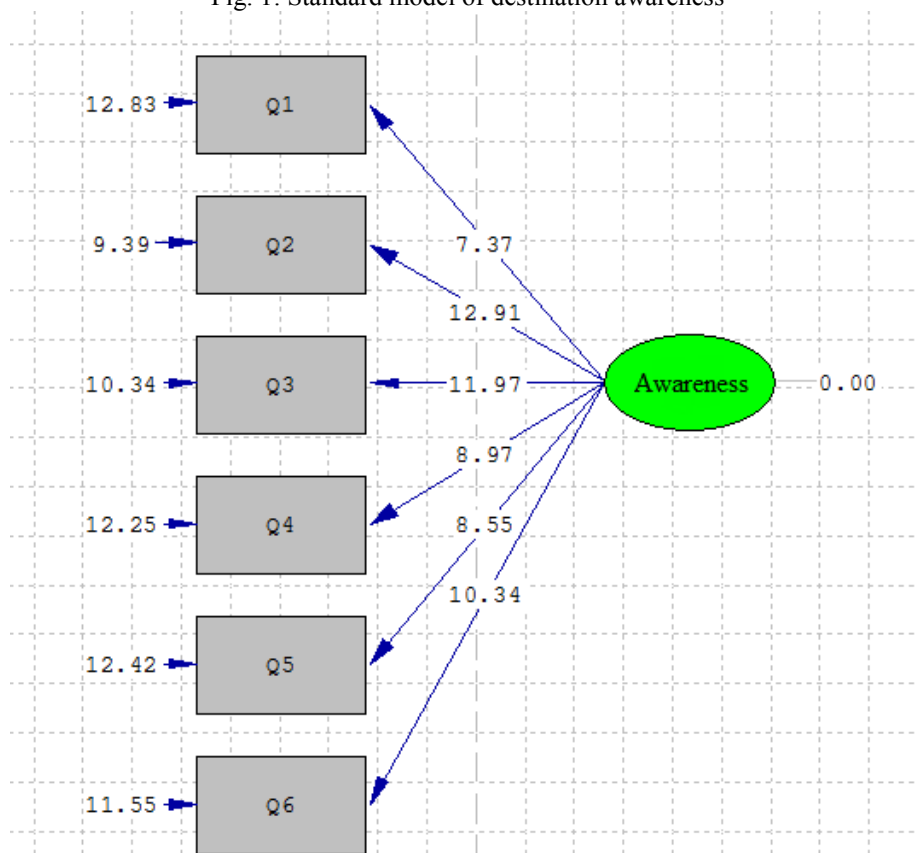 Fig. 1: Standard model of destination awareness
12.83 Q1
7.37
9.39 Q2
12.91
10.34 Q3 11.97 Awareness 0.00
8.97
12.25 Q4 8.55
10.34
12.42 Q5
11.55 Q6